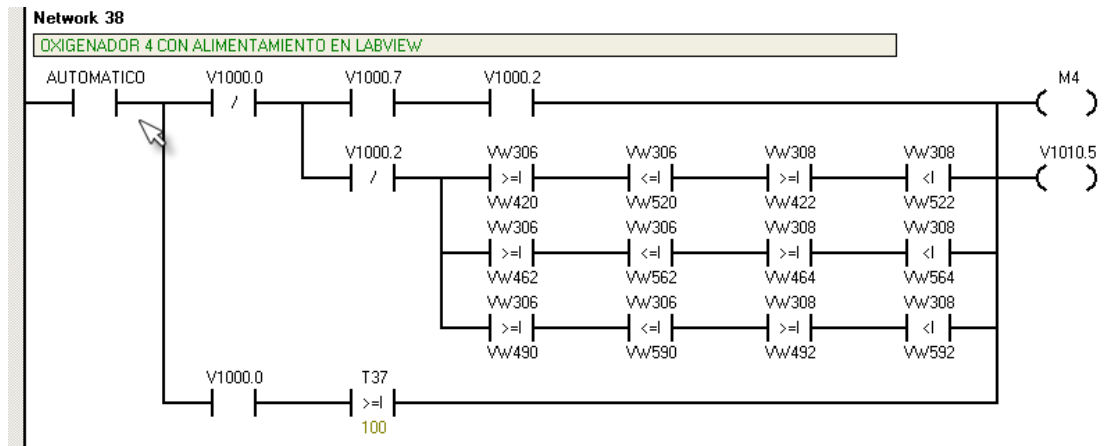 Network 38
OXIGENADOR 4 CON ALIMENTAMIENTO EN LABVIEW
AUTOMATICO V1000.0 V1000.7 V1000.2 M4
/
V1000.2 VW306 VW306 VW308 VW308 V1010.5
/ >=I <=I >=I <I
VW420 VW520 VW422 VW522
VW306 VW306 VW308 VW308
>=I <=I >=I <I
VW462 VW562 VW464 VW564
VW306 VW306 VW308 VW308
>=I <=I >=I <I
VW490 VW590 VW492 VW592
V1000.0 T37
>=I
100